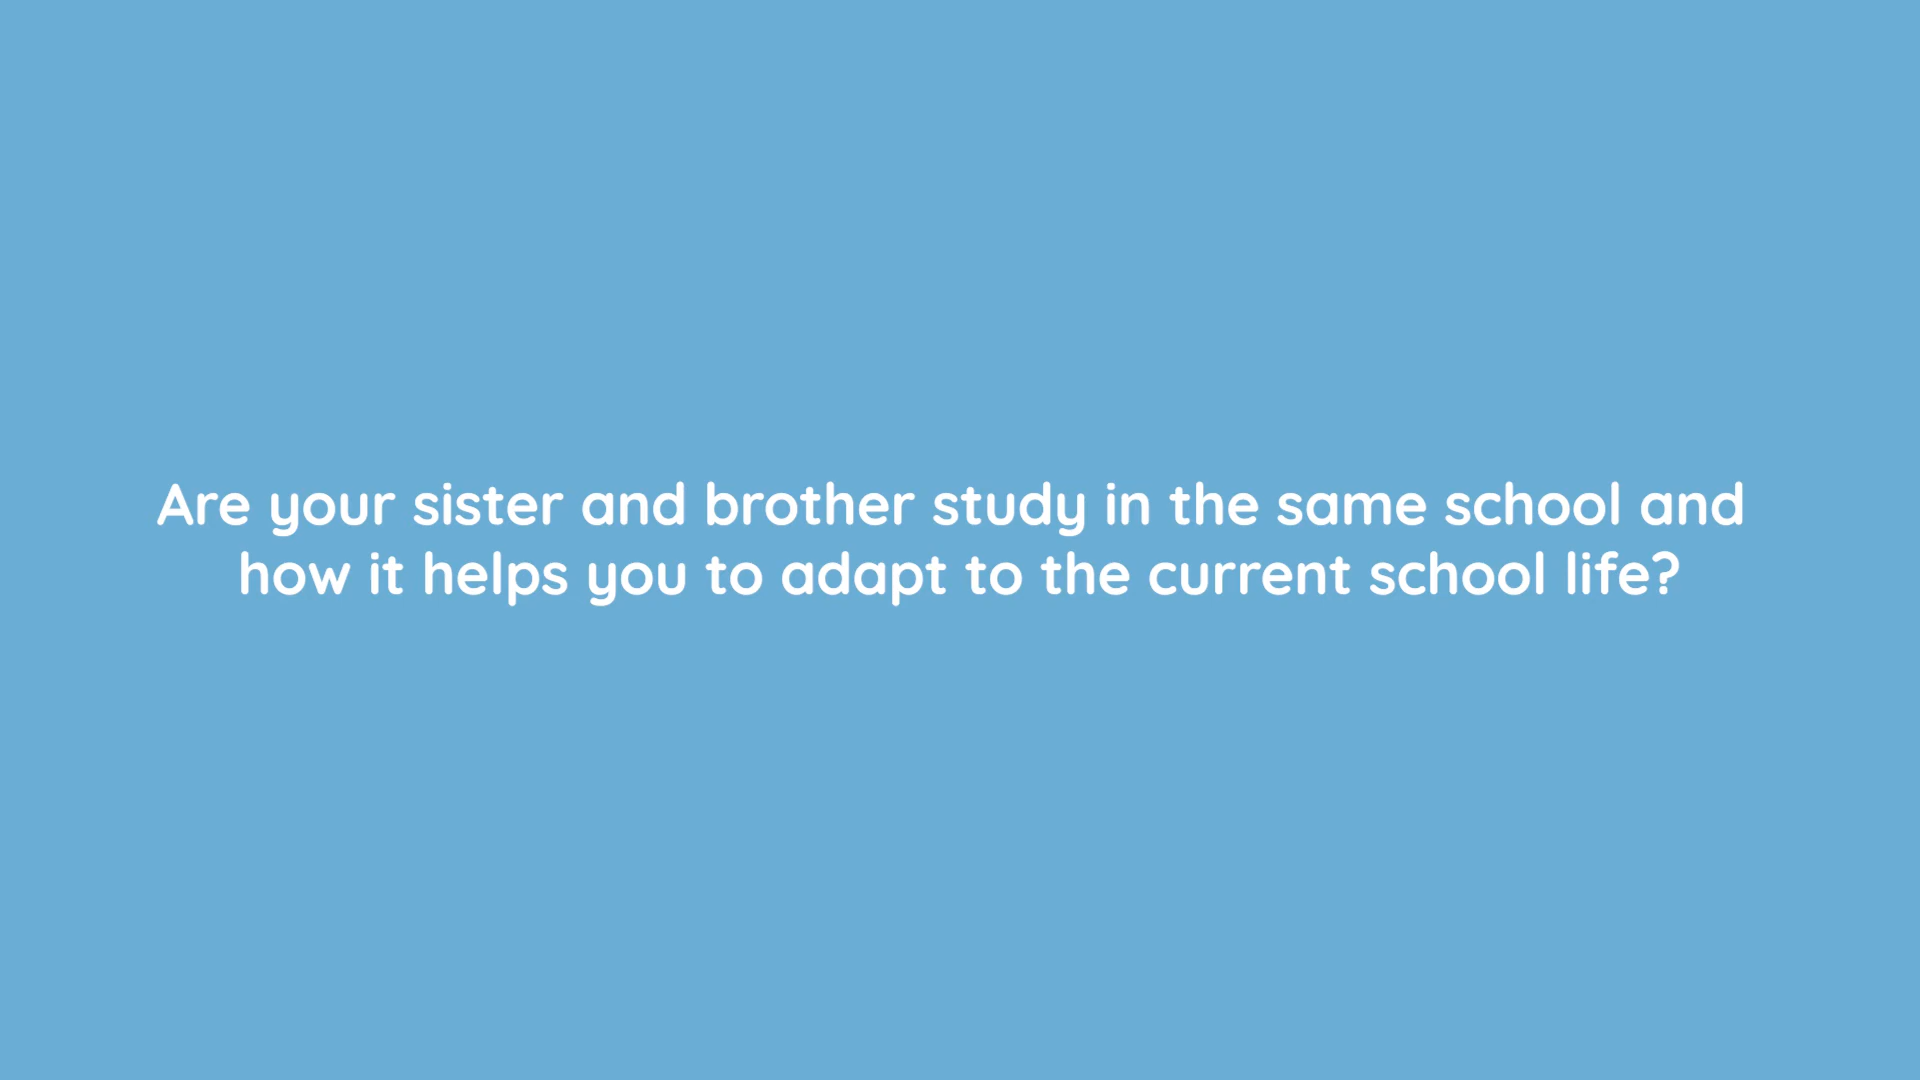 Are your sister and brother study in the same school and
how it helps you to adapt to the current school life?